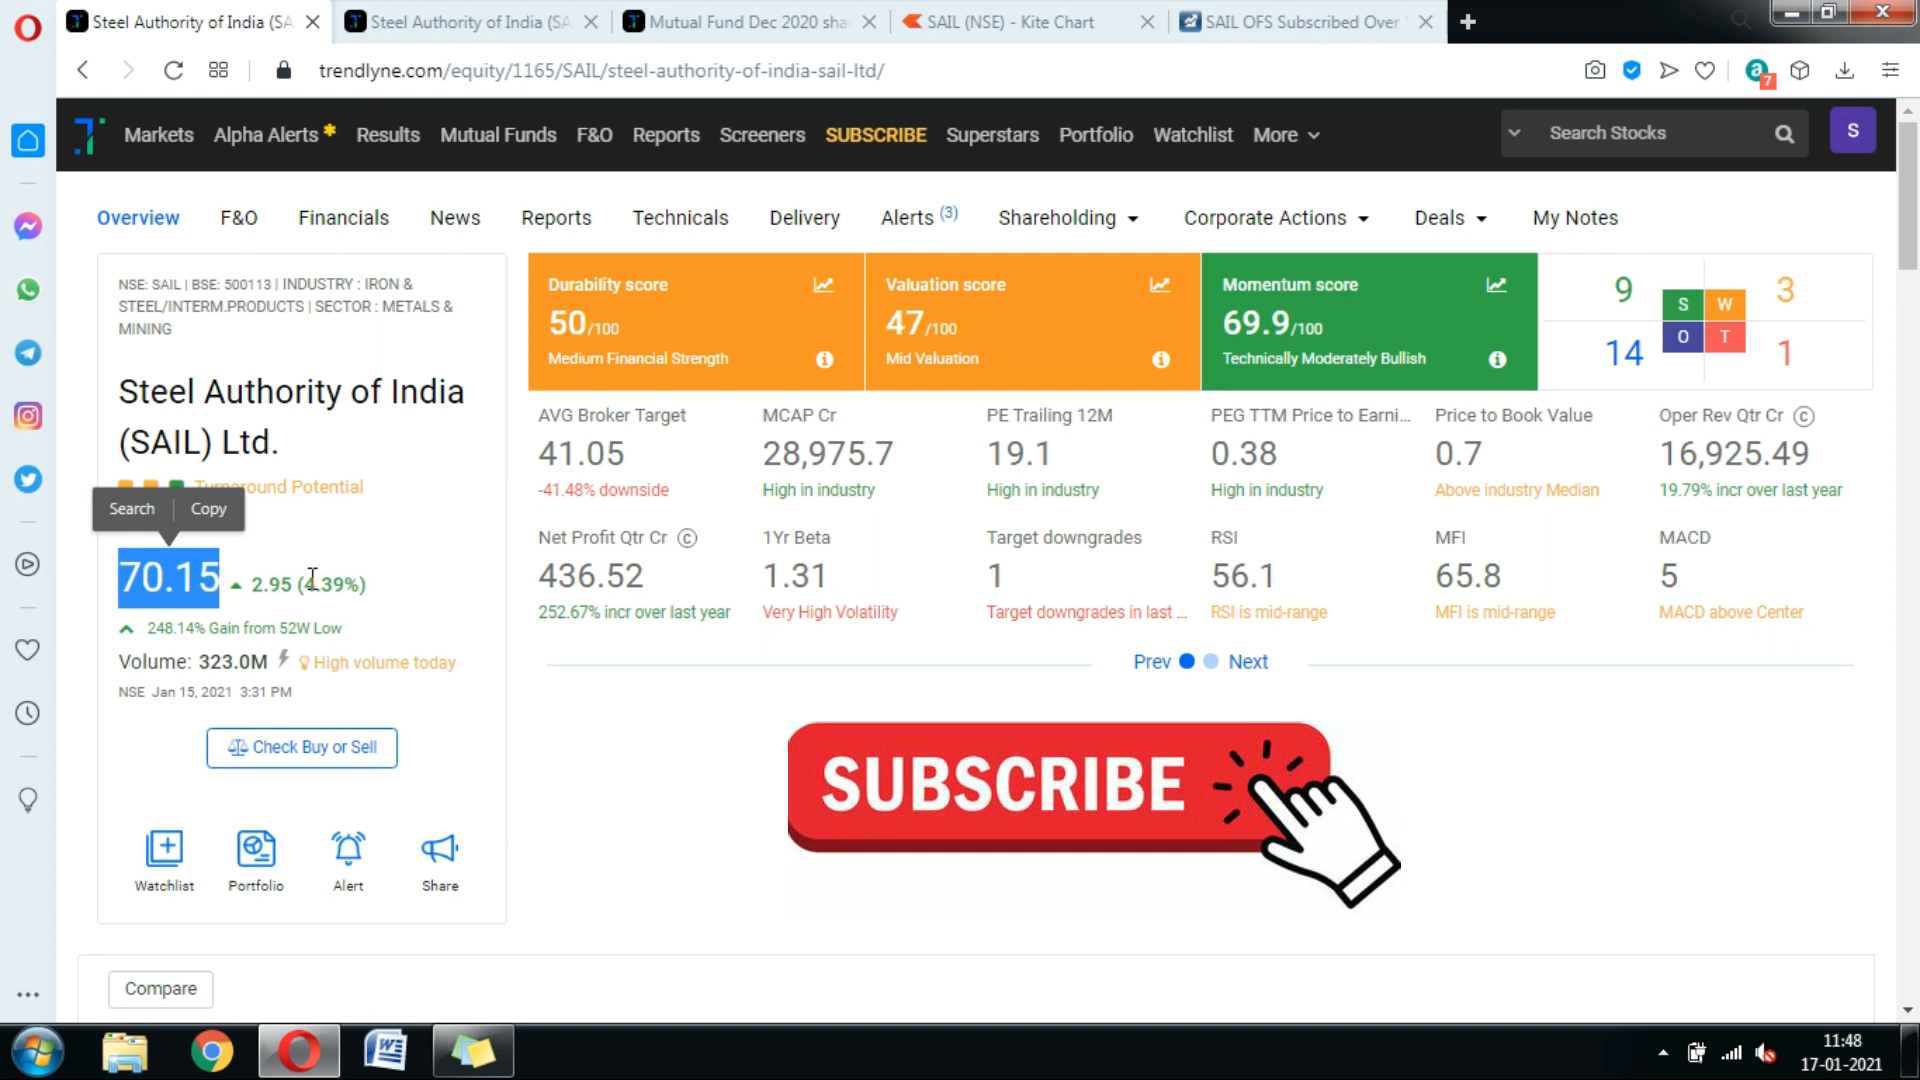 Steel Authority of India (SA
Steel Authority of India (SA
Mutual Fund Dec 2020 sha
SAIL (NSE) - Kite Chart
SAIL OFS Subscribed Over
trendlyne.com/equity/1165/SAIL/steel-authority-of-india-sail-ltd/
a
7
Markets
Alpha Alerts
Results
Mutual Funds
F&O
Reports
Screeners
SUBSCRIBE
Superstars
Portfolio
Watchlist
More
Search Stocks
S
Overview
F&O
Financials
News
Reports
Technicals
Delivery
Alerts (3)
Shareholding
Corporate Actions
Deals
My Notes
NSE: SAIL | BSE: 500113 | INDUSTRY : IRON &
STEEL/INTERM.PRODUCTS | SECTOR : METALS &
MINING
Steel Authority of India
(SAIL) Ltd.
Turnaround Potential
Search
Copy
70.15
2.95 (4.39%)
248.14% Gain from 52W Low
Volume: 323.0M
High volume today
NSE Jan 15, 2021 3:31 PM
Check Buy or Sell
Watchlist
Portfolio
Alert
Share
Durability score
50/100
Medium Financial Strength
Valuation score
47/100
Mid Valuation
Momentum score
69.9/100
Technically Moderately Bullish
9
S
W
3
14
O
T
1
AVG Broker Target
41.05
-41.48% downside
MCAP Cr
28,975.7
High in industry
PE Trailing 12M
19.1
High in industry
PEG TTM Price to Earni...
0.38
High in industry
Price to Book Value
0.7
Above industry Median
Oper Rev Qtr Cr C
16,925.49
19.79% incr over last year
Net Profit Qtr Cr C
436.52
252.67% incr over last year
1Yr Beta
1.31
Very High Volatility
Target downgrades
1
Target downgrades in last ...
RSI
56.1
RSI is mid-range
MFI
65.8
MFI is mid-range
MACD
5
MACD above Center
Prev
Next
SUBSCRIBE
Compare
11:48
17-01-2021